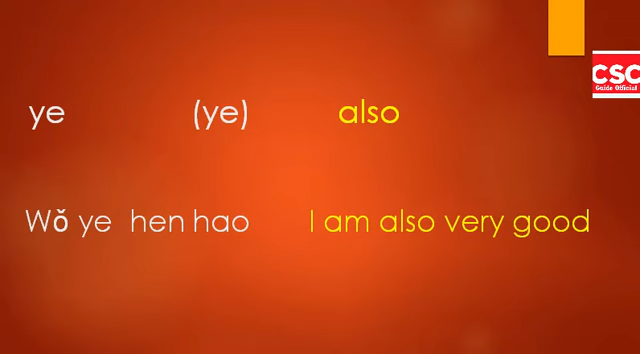 CSC
Guide Official
ye (ye) also
Wǒ ye hen hao I am also very good